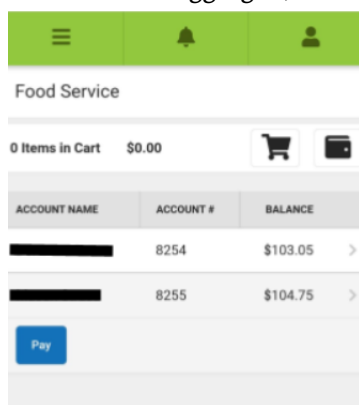 Food Service
0 Items in Cart $0.00
ACCOUNT NAME ACCOUNT # BALANCE
8254 $103.05
8255 $104.75
Pay